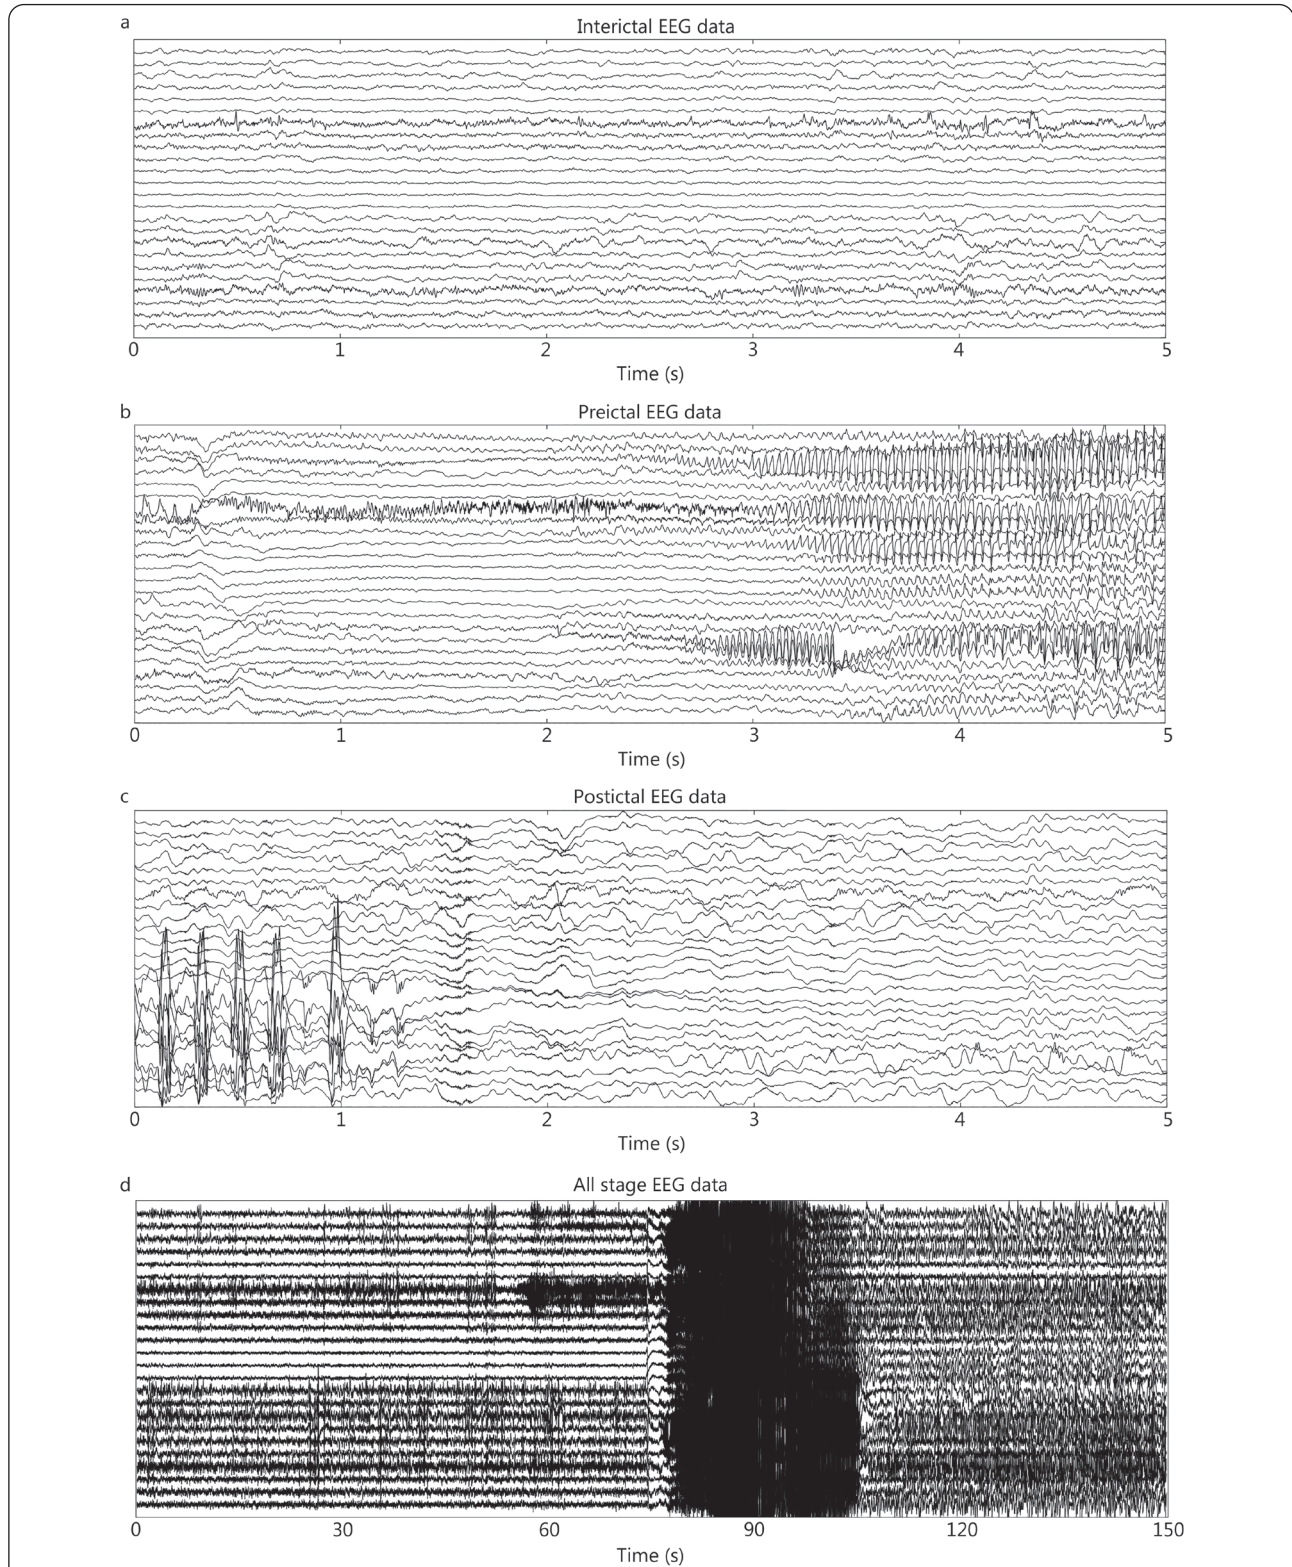 a
Interictal EEG data
0 1 2 3 4 5
Time (s)
b
Preictal EEG data
0 1 2 3 4 5
Time (s)
c
Postictal EEG data
0 1 2 3 4 5
Time (s)
d
All stage EEG data
0 30 60 90 120 150
Time (s)